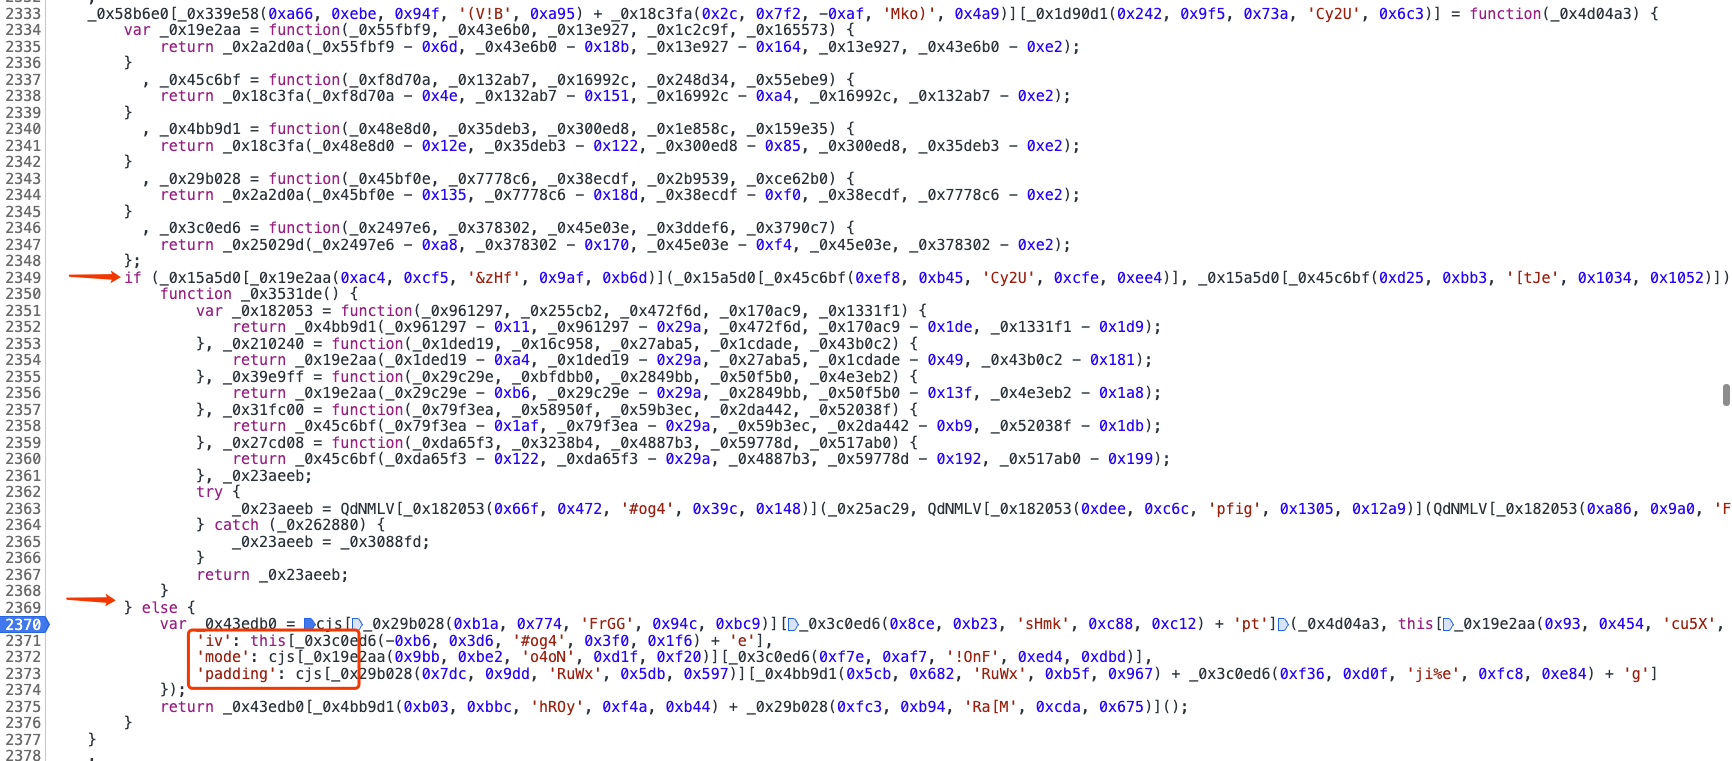 2332 ,
2333 _0x58b6e0[_0x339e58(0xa66, 0xebe, 0x94f, '(V!B', 0xa95) + _0x18c3fa(0x2c, 0x7f2, -0xaf, 'Mko)', 0x4a9)][_0x1d90d1(0x242, 0x9f5, 0x73a, 'Cy2U', 0x6c3)] = function(_0x4d04a3) {
2334 var _0x19e2aa = function(_0x55fbf9, _0x43e6b0, _0x13e927, _0x1c2c9f, _0x165573) {
2335 return _0x2a2d0a(_0x55fbf9 - 0x6d, _0x43e6b0 - 0x18b, _0x13e927 - 0x164, _0x13e927, _0x43e6b0 - 0xe2);
2336 }
2337 , _0x45c6bf = function(_0xf8d70a, _0x132ab7, _0x16992c, _0x248d34, _0x55ebe9) {
2338 return _0x18c3fa(_0xf8d70a - 0x4e, _0x132ab7 - 0x151, _0x16992c - 0xa4, _0x16992c, _0x132ab7 - 0xe2);
2339 }
2340 , _0x4bb9d1 = function(_0x48e8d0, _0x35deb3, _0x300ed8, _0x1e858c, _0x159e35) {
2341 return _0x18c3fa(_0x48e8d0 - 0x12e, _0x35deb3 - 0x122, _0x300ed8 - 0x85, _0x300ed8, _0x35deb3 - 0xe2);
2342 }
2343 , _0x29b028 = function(_0x45bf0e, _0x7778c6, _0x38ecdf, _0x2b9539, _0xce62b0) {
2344 return _0x2a2d0a(_0x45bf0e - 0x135, _0x7778c6 - 0x18d, _0x38ecdf - 0xf0, _0x38ecdf, _0x7778c6 - 0xe2);
2345 }
2346 , _0x3c0ed6 = function(_0x2497e6, _0x378302, _0x45e03e, _0x3ddef6, _0x3790c7) {
2347 return _0x25029d(_0x2497e6 - 0xa8, _0x378302 - 0x170, _0x45e03e - 0xf4, _0x45e03e, _0x378302 - 0xe2);
2348 };
2349 if (_0x15a5d0[_0x19e2aa(0xac4, 0xcf5, '&zHf', 0x9af, 0xb6d)](_0x15a5d0[_0x45c6bf(0xef8, 0xb45, 'Cy2U', 0xcfe, 0xee4)], _0x15a5d0[_0x45c6bf(0xd25, 0xbb3, '[tJe', 0x1034, 0x1052)])
2350 function _0x3531de() {
2351 var _0x182053 = function(_0x961297, _0x255cb2, _0x472f6d, _0x170ac9, _0x1331f1) {
2352 return _0x4bb9d1(_0x961297 - 0x11, _0x961297 - 0x29a, _0x472f6d, _0x170ac9 - 0x1de, _0x1331f1 - 0x1d9);
2353 }, _0x210240 = function(_0x1ded19, _0x16c958, _0x27aba5, _0x1cdade, _0x43b0c2) {
2354 return _0x19e2aa(_0x1ded19 - 0xa4, _0x1ded19 - 0x29a, _0x27aba5, _0x1cdade - 0x49, _0x43b0c2 - 0x181);
2355 }, _0x39e9ff = function(_0x29c29e, _0xbfdbb0, _0x2849bb, _0x50f5b0, _0x4e3eb2) {
2356 return _0x19e2aa(_0x29c29e - 0xb6, _0x29c29e - 0x29a, _0x2849bb, _0x50f5b0 - 0x13f, _0x4e3eb2 - 0x1a8);
2357 }, _0x31fc00 = function(_0x79f3ea, _0x58950f, _0x59b3ec, _0x2da442, _0x52038f) {
2358 return _0x45c6bf(_0x79f3ea - 0x1af, _0x79f3ea - 0x29a, _0x59b3ec, _0x2da442 - 0xb9, _0x52038f - 0x1db);
2359 }, _0x27cd08 = function(_0xda65f3, _0x3238b4, _0x4887b3, _0x59778d, _0x517ab0) {
2360 return _0x45c6bf(_0xda65f3 - 0x122, _0xda65f3 - 0x29a, _0x4887b3, _0x59778d - 0x192, _0x517ab0 - 0x199);
2361 }, _0x23aeeb;
2362 try {
2363 _0x23aeeb = QdNMLV[_0x182053(0x66f, 0x472, '#og4', 0x39c, 0x148)](_0x25ac29, QdNMLV[_0x182053(0xdee, 0xc6c, 'pfig', 0x1305, 0x12a9)](QdNMLV[_0x182053(0xa86, 0x9a0, 'F
2364 } catch (_0x262880) {
2365 _0x23aeeb = _0x3088fd;
2366 }
2367 return _0x23aeeb;
2368 }
2369 } else {
2370 var _0x43edb0 = cjs[_0x29b028(0xb1a, 0x774, 'FrGG', 0x94c, 0xbc9)][_0x3c0ed6(0x8ce, 0xb23, 'sHmk', 0xc88, 0xc12) + 'pt'](_0x4d04a3, this[_0x19e2aa(0x93, 0x454, 'cu5X',
2371 'iv': this[_0x3c0ed6(-0xb6, 0x3d6, '#og4', 0x3f0, 0x1f6) + 'e'],
2372 'mode': cjs[_0x19e2aa(0x9bb, 0xbe2, 'o4oN', 0xd1f, 0xf20)][_0x3c0ed6(0xf7e, 0xaf7, '!OnF', 0xed4, 0xdbd)],
2373 'padding': cjs[_0x29b028(0x7dc, 0x9dd, 'RuWx', 0x5db, 0x597)][_0x4bb9d1(0x5cb, 0x682, 'RuWx', 0xb5f, 0x967) + _0x3c0ed6(0xf36, 0xd0f, 'ji%e', 0xfc8, 0xe84) + 'g']
2374 });
2375 return _0x43edb0[_0x4bb9d1(0xb03, 0xbbc, 'hROy', 0xf4a, 0xb44) + _0x29b028(0xfc3, 0xb94, 'Ra[M', 0xcda, 0x675)]();
2376 }
2377 }
2378 ,